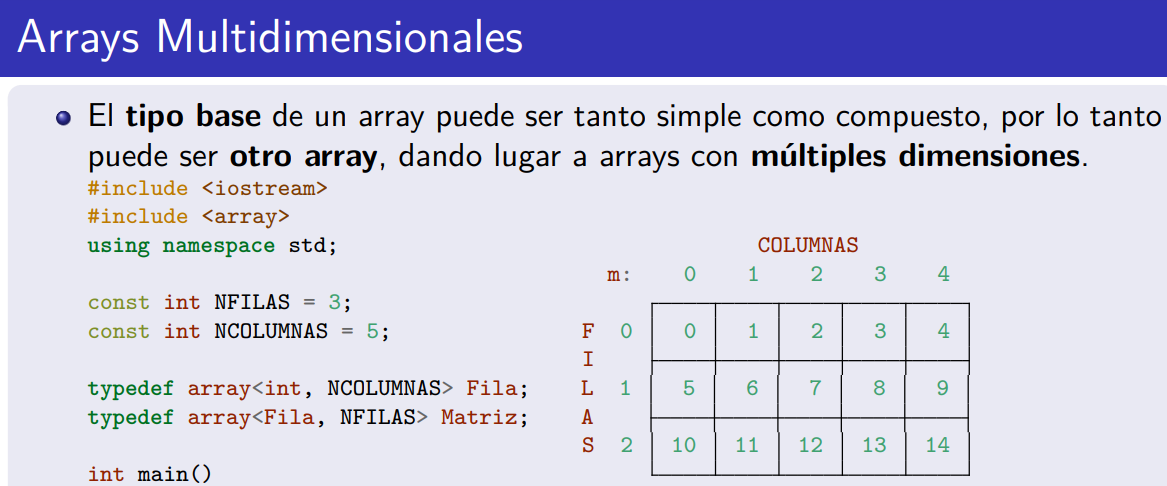 Arrays Multidimensionales
El tipo base de un array puede ser tanto simple como compuesto, por lo tanto
puede ser otro array, dando lugar a arrays con múltiples dimensiones.
#include <iostream>
#include <array>
using namespace std;
const int NFILAS = 3;
const int NCOLUMNAS = 5;
typedef array<int, NCOLUMNAS> Fila;
typedef array<Fila, NFILAS> Matriz;
int main()
COLUMNAS
m: 0 1 2 3 4
F 0 0 1 2 3 4
I
L 1 5 6 7 8 9
A
S 2 10 11 12 13 14